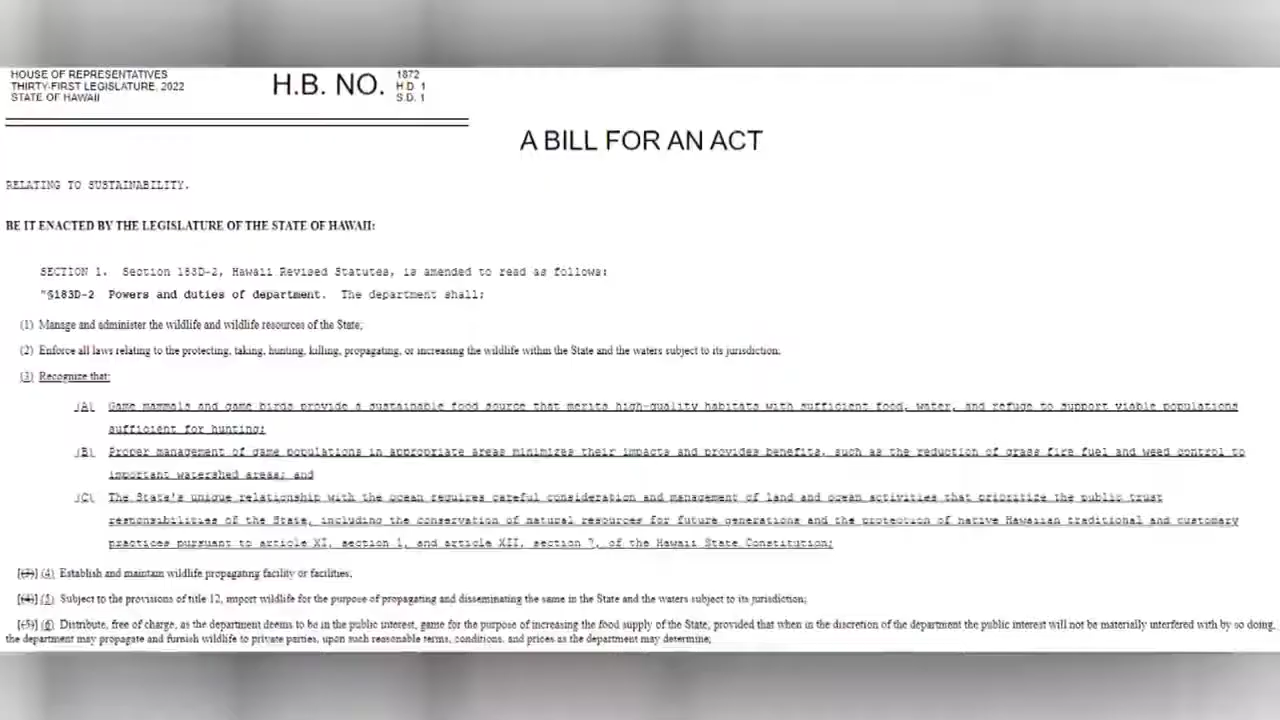 HOUSE OF REPRESENTATIVES
THIRTY-FIRST LEGISLATURE, 2022
STATE OF HAWAII
H.B. NO.
1872
H.D. 1
S.D. 1
A BILL FOR AN ACT
RELATING TO SUSTAINABILITY.
BE IT ENACTED BY THE LEGISLATURE OF THE STATE OF HAWAII:
SECTION 1. Section 183D-2, Hawaii Revised Statutes, is amended to read as follows:
"§183D-2 Powers and duties of department. The department shall:
(1) Manage and administer the wildlife and wildlife resources of the State;
(2) Enforce all laws relating to the protecting, taking, hunting, killing, propagating, or increasing the wildlife within the State and the waters subject to its jurisdiction;
(3) Recognize that:
(A) Game mammals and game birds provide a sustainable food source that merits high-quality habitats with sufficient food, water, and refuge to support viable populations
sufficient for hunting;
(B) Proper management of game populations in appropriate areas minimizes their impacts and provides benefits, such as the reduction of grass fire fuel and weed control to
important watershed areas; and
(C) The State's unique relationship with the ocean requires careful consideration and management of land and ocean activities that prioritize the public trust
responsibilities of the State, including the conservation of natural resources for future generations and the protection of native Hawaiian traditional and customary
practices pursuant to article XI, section 1, and article XII, section 7, of the Hawaii State Constitution;
[(3)] (4) Establish and maintain wildlife propagating facility or facilities;
[(4)] (5) Subject to the provisions of title 12, import wildlife for the purpose of propagating and disseminating the same in the State and the waters subject to its jurisdiction;
[(5)] (6) Distribute, free of charge, as the department deems to be in the public interest, game for the purpose of increasing the food supply of the State; provided that when in the discretion of the department the public interest will not be materially interfered with by so doing,
the department may propagate and furnish wildlife to private parties, upon such reasonable terms, conditions, and prices as the department may determine;